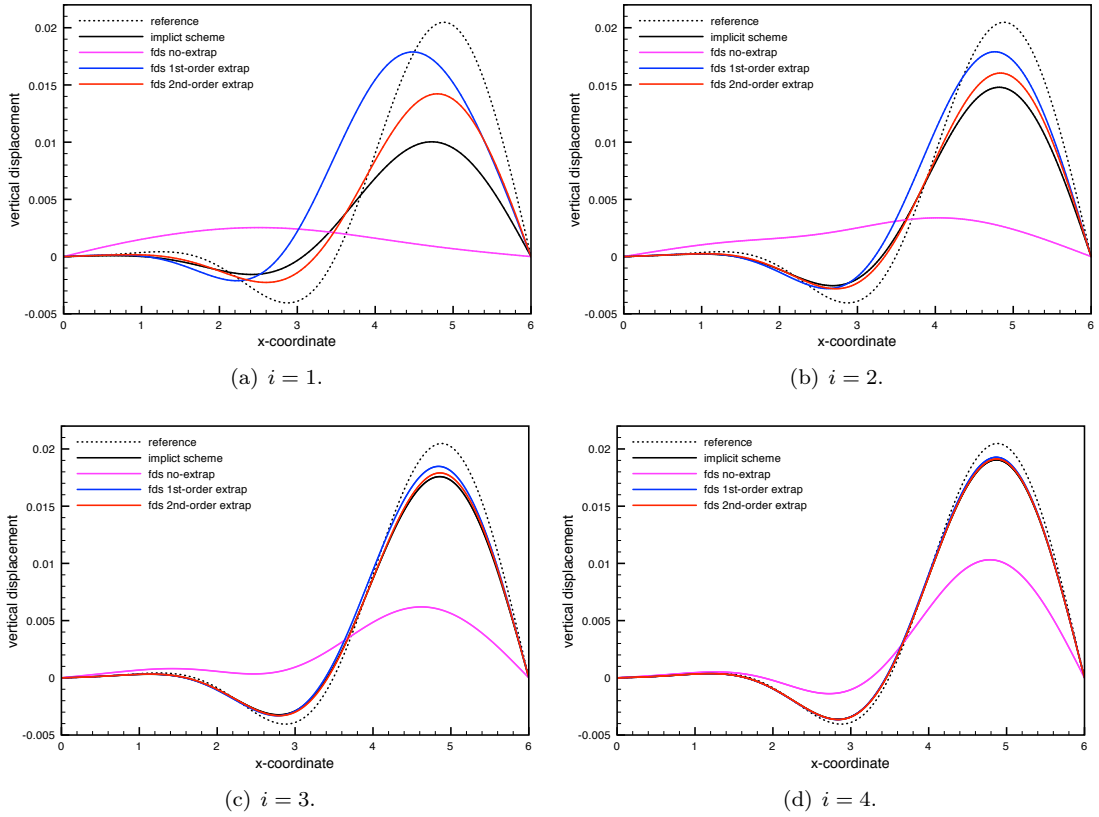 reference
implict scheme
fds no-extrap
fds 1st-order extrap
fds 2nd-order extrap
0.02
0.015
0.01
0.005
0
-0.005
vertical displacement
0 1 2 3 4 5 6
x-coordinate
(a) i = 1.
reference
implicit scheme
fds no-extrap
fds 1st-order extrap
fds 2nd-order extrap
0.02
0.015
0.01
0.005
0
-0.005
vertical displacement
0 1 2 3 4 5 6
x-coordinate
(b) i = 2.
reference
implict scheme
fds no-extrap
fds 1st-order extrap
fds 2nd-order extrap
0.02
0.015
0.01
0.005
0
-0.005
vertical displacement
0 1 2 3 4 5 6
x-coordinate
(c) i = 3.
reference
implicit scheme
fds no-extrap
fds 1st-order extrap
fds 2nd-order extrap
0.02
0.015
0.01
0.005
0
-0.005
vertical displacement
0 1 2 3 4 5 6
x-coordinate
(d) i = 4.